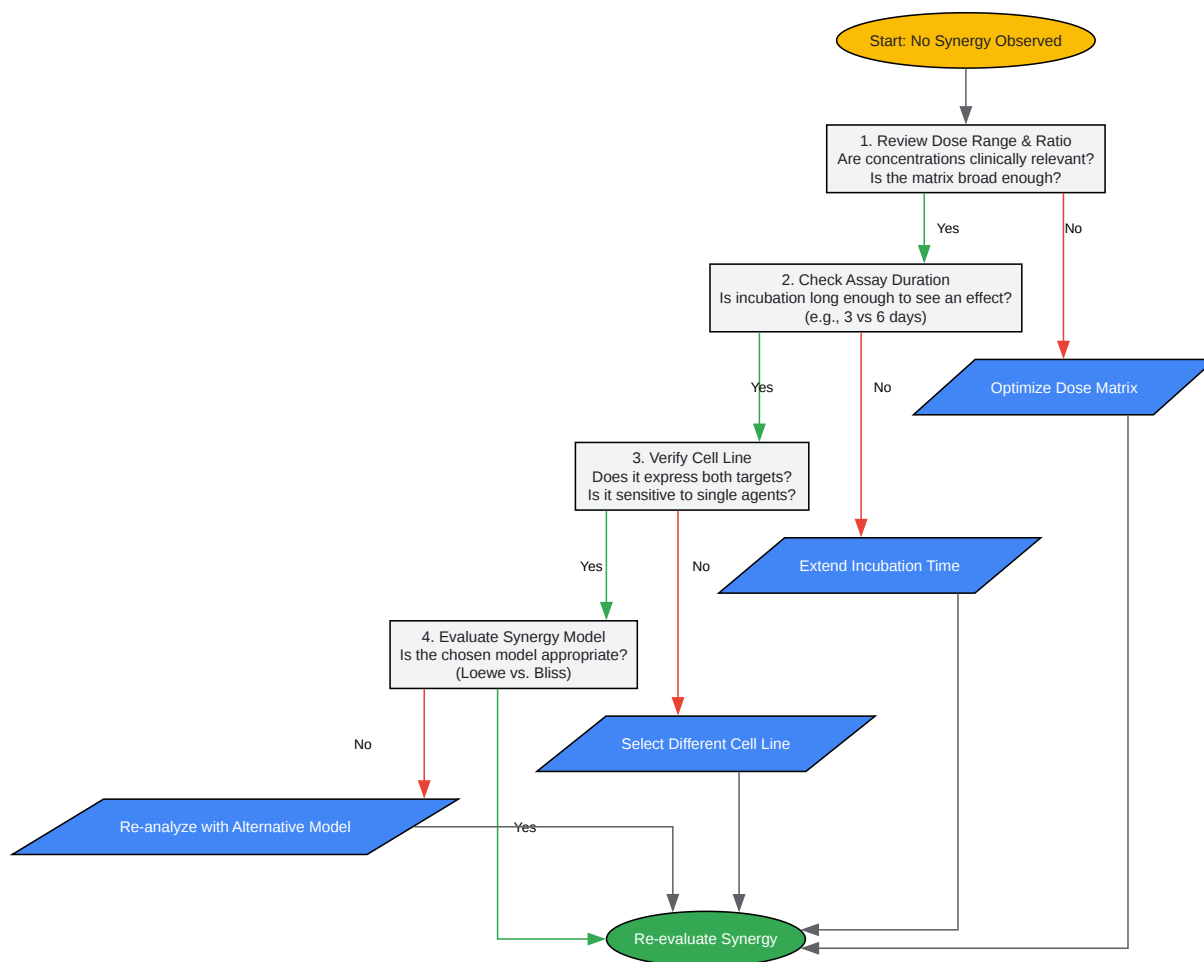 Start: No Synergy Observed
1. Review Dose Range & Ratio
Are concentrations clinically relevant?
Is the matrix broad enough?
Yes
No
2. Check Assay Duration
Is incubation long enough to see an effect?
(e.g., 3 vs 6 days)
Yes
No
Optimize Dose Matrix
3. Verify Cell Line
Does it express both targets?
Is it sensitive to single agents?
Yes
No
Extend Incubation Time
4. Evaluate Synergy Model
Is the chosen model appropriate?
(Loewe vs. Bliss)
No
Select Different Cell Line
Re-analyze with Alternative Model
Yes
Re-evaluate Synergy